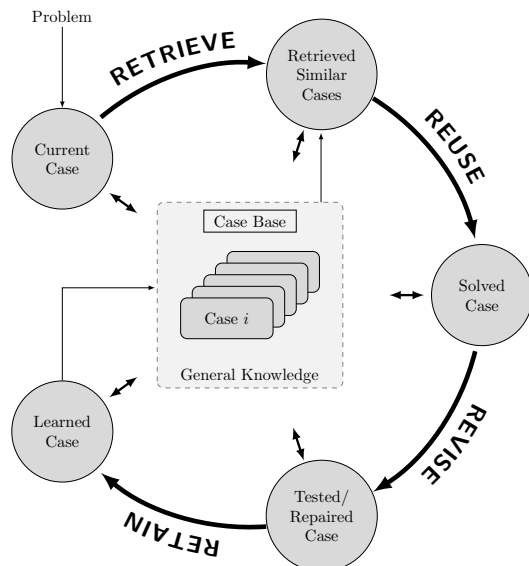 Problem
RETRIEVE
Retrieved
Similar
Cases
Current
Case
REUSE
Case Base
Case i
General Knowledge
Solved
Case
REVISE
Tested/
Repaired
Case
RETAIN
Learned
Case